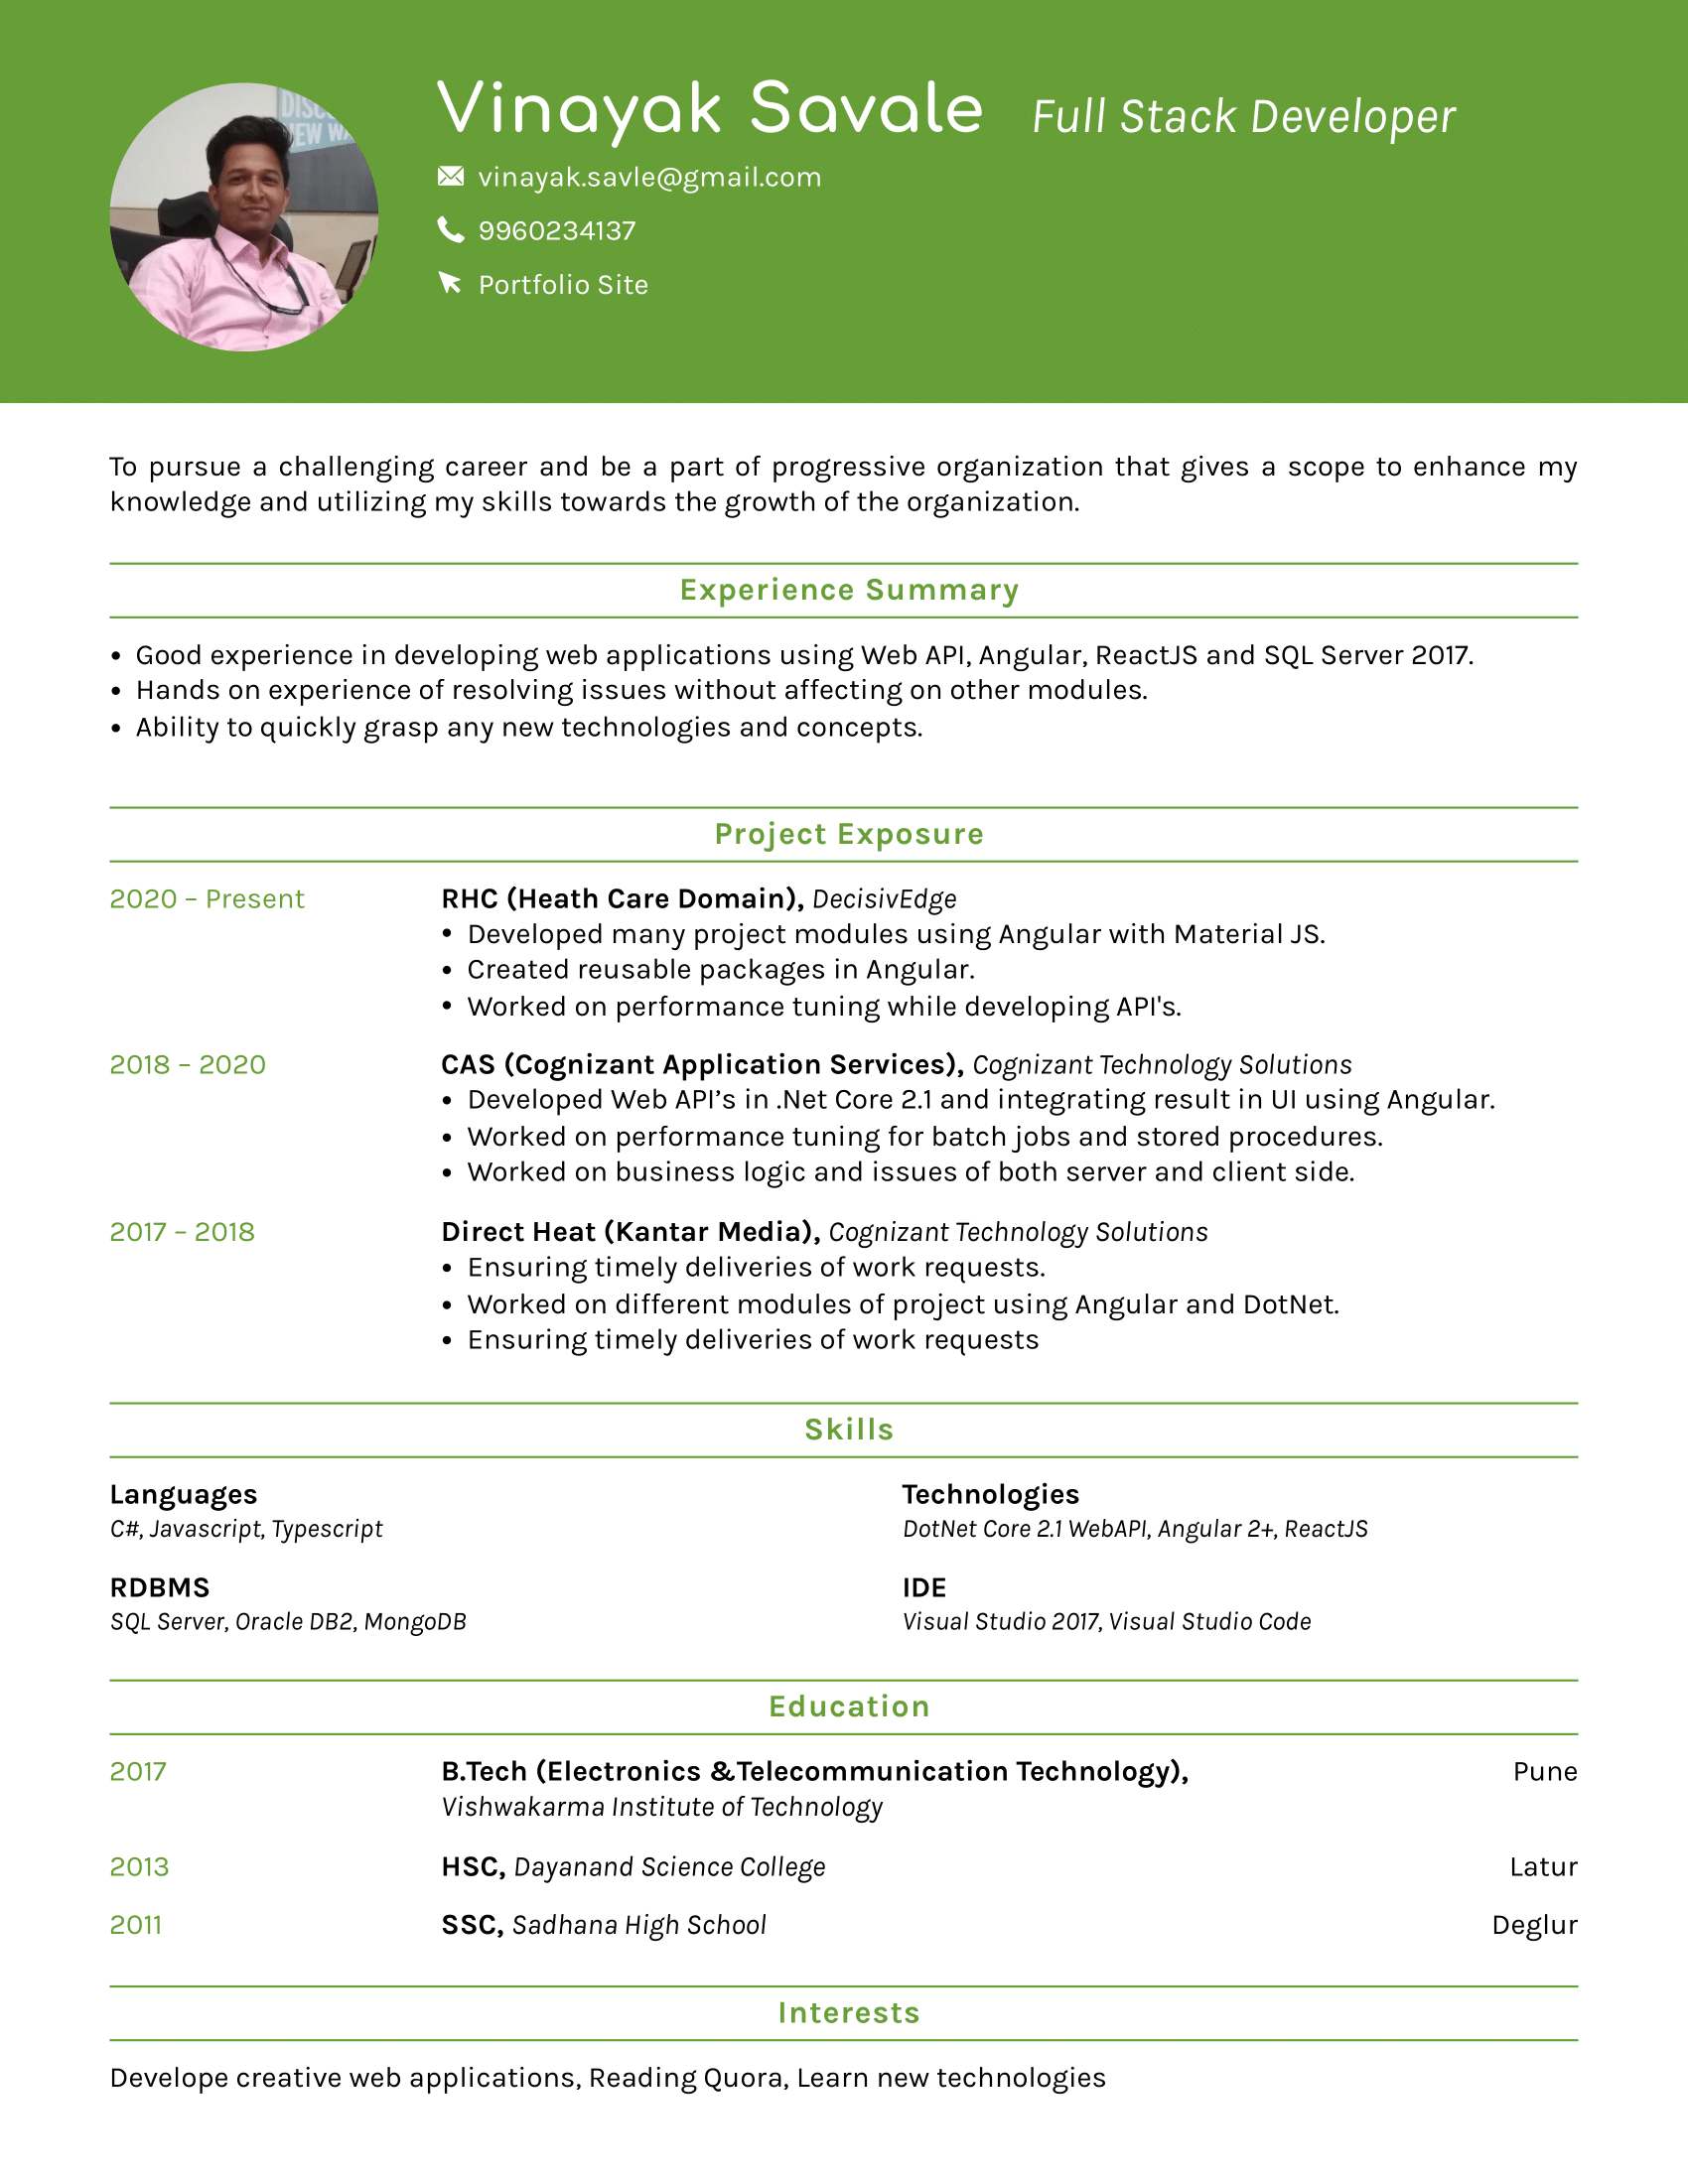 Vinayak Savale Full Stack Developer
vinayak.savle@gmail.com
9960234137
Portfolio Site
To pursue a challenging career and be a part of progressive organization that gives a scope to enhance my
knowledge and utilizing my skills towards the growth of the organization.
Experience Summary
• Good experience in developing web applications using Web API, Angular, ReactJS and SQL Server 2017.
• Hands on experience of resolving issues without affecting on other modules.
• Ability to quickly grasp any new technologies and concepts.
Project Exposure
2020 – Present RHC (Heath Care Domain), DecisivEdge
• Developed many project modules using Angular with Material JS.
• Created reusable packages in Angular.
• Worked on performance tuning while developing API's.
2018 – 2020 CAS (Cognizant Application Services), Cognizant Technology Solutions
• Developed Web API’s in .Net Core 2.1 and integrating result in UI using Angular.
• Worked on performance tuning for batch jobs and stored procedures.
• Worked on business logic and issues of both server and client side.
2017 – 2018 Direct Heat (Kantar Media), Cognizant Technology Solutions
• Ensuring timely deliveries of work requests.
• Worked on different modules of project using Angular and DotNet.
• Ensuring timely deliveries of work requests
Skills
Languages
C#, Javascript, Typescript
Technologies
DotNet Core 2.1 WebAPI, Angular 2+, ReactJS
RDBMS
SQL Server, Oracle DB2, MongoDB
IDE
Visual Studio 2017, Visual Studio Code
Education
2017 B.Tech (Electronics &Telecommunication Technology), Pune
Vishwakarma Institute of Technology
2013 HSC, Dayanand Science College Latur
2011 SSC, Sadhana High School Deglur
Interests
Develope creative web applications, Reading Quora, Learn new technologies